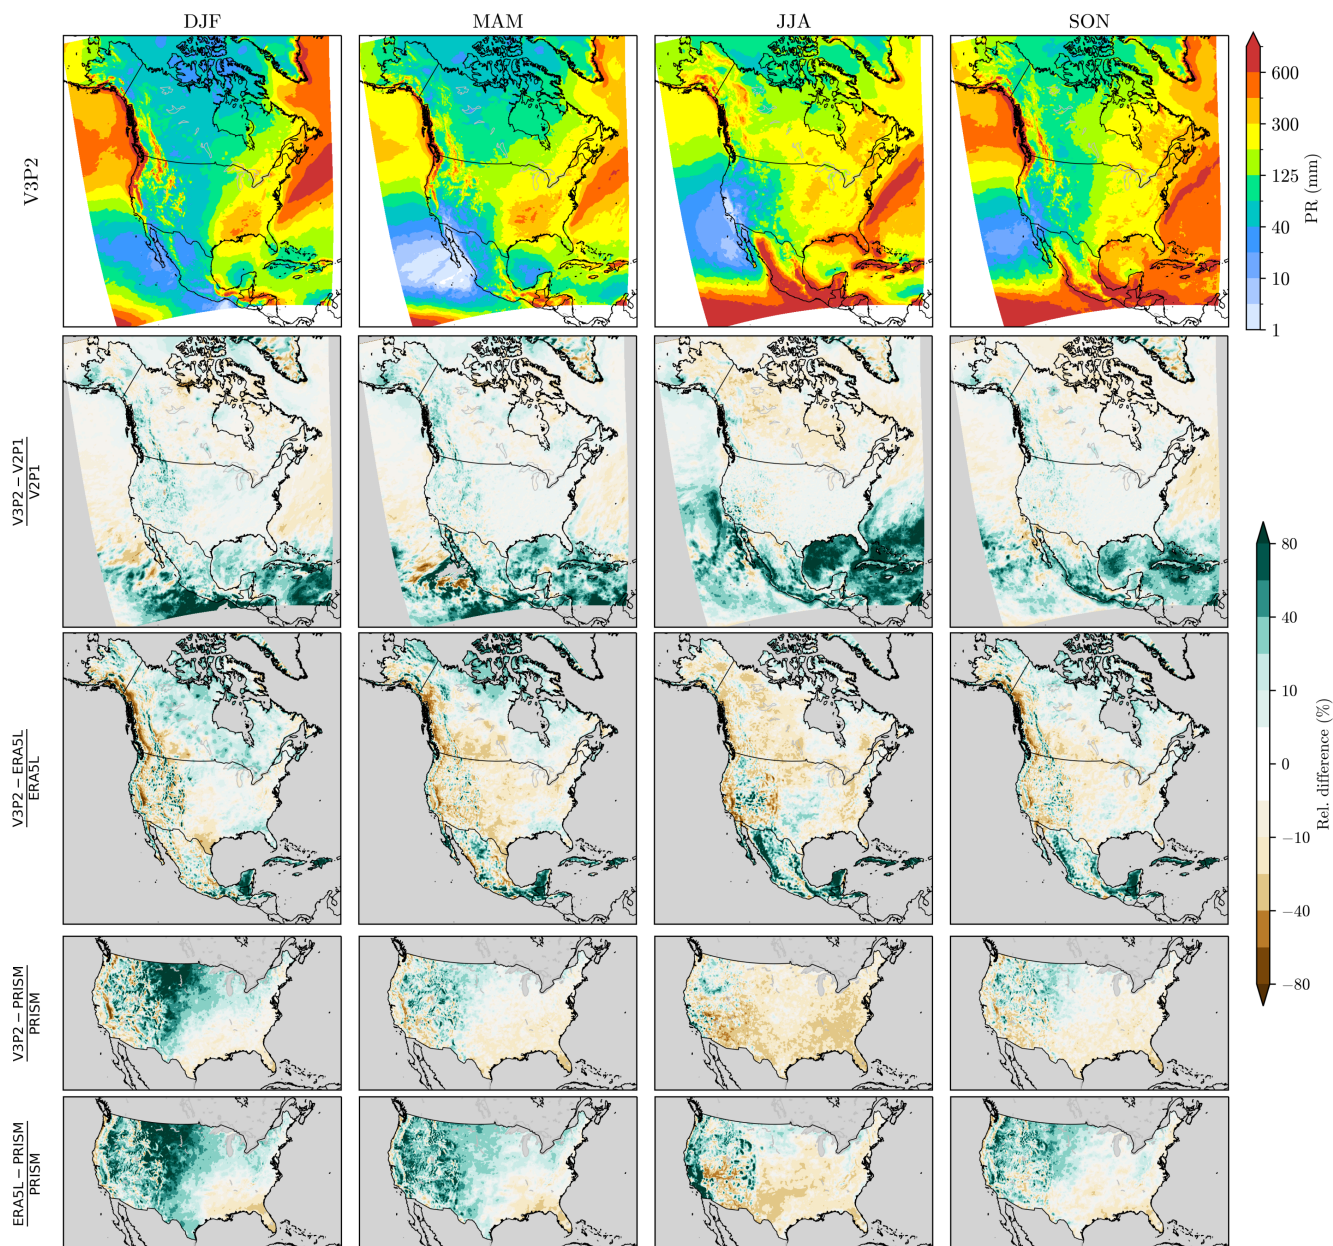 DJF MAM JJA SON
V3P2
600
300
125
40
10
1
PR (mm)
V3P2 − V2P1
V2P1
V3P2 − ERA5L
ERA5L
80
40
10
0
−10
−40
−80
Rel. difference (%)
V3P2 − PRISM
PRISM
ERA5L − PRISM
PRISM